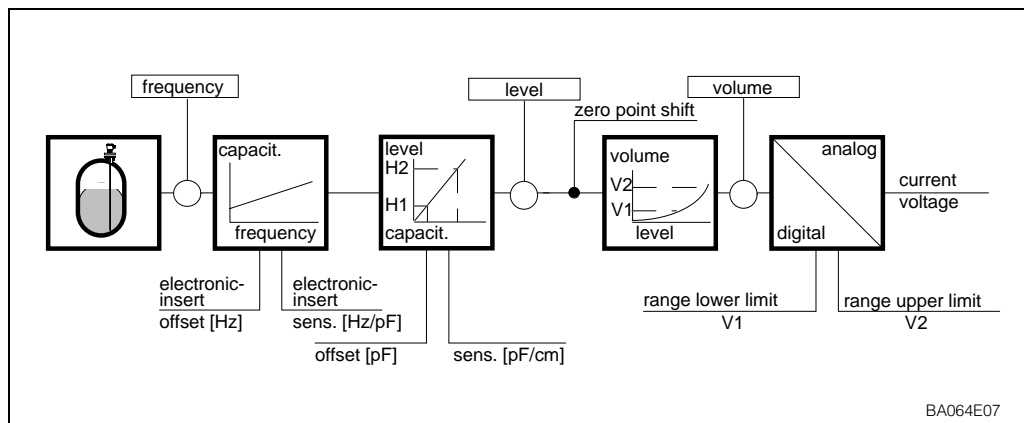 frequency
level
volume
zero point shift
capacit.
frequency
level
H2
H1
capacit.
volume
V2
V1
level
analog
digital
current
voltage
electronic-
insert
offset [Hz]
electronic-
insert
sens. [Hz/pF]
offset [pF]
sens. [pF/cm]
range lower limit
V1
range upper limit
V2
BA064E07